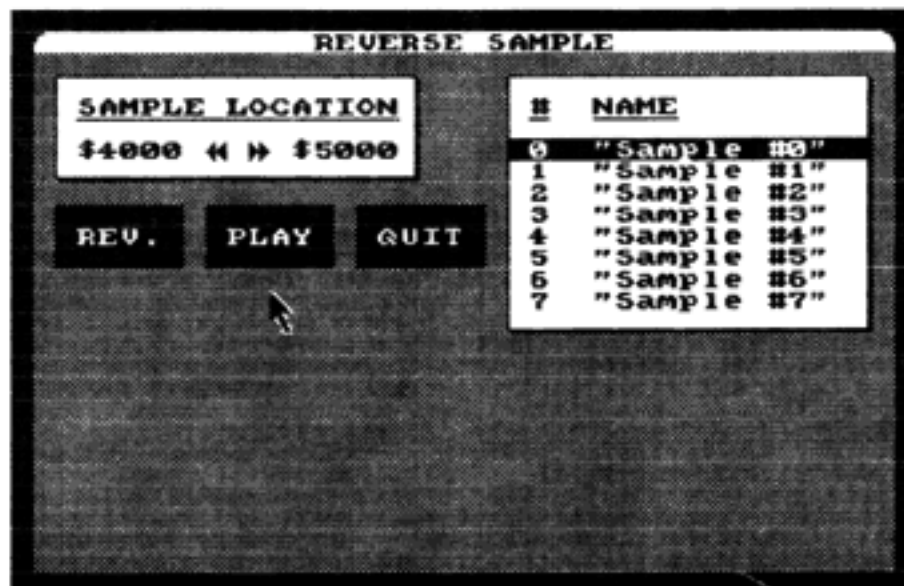 REVERSE SAMPLE
SAMPLE LOCATION
$4000 ◀◀ ▶▶ $5000
REV. PLAY QUIT
# NAME
0 "Sample #0"
1 "Sample #1"
2 "Sample #2"
3 "Sample #3"
4 "Sample #4"
5 "Sample #5"
6 "Sample #6"
7 "Sample #7"